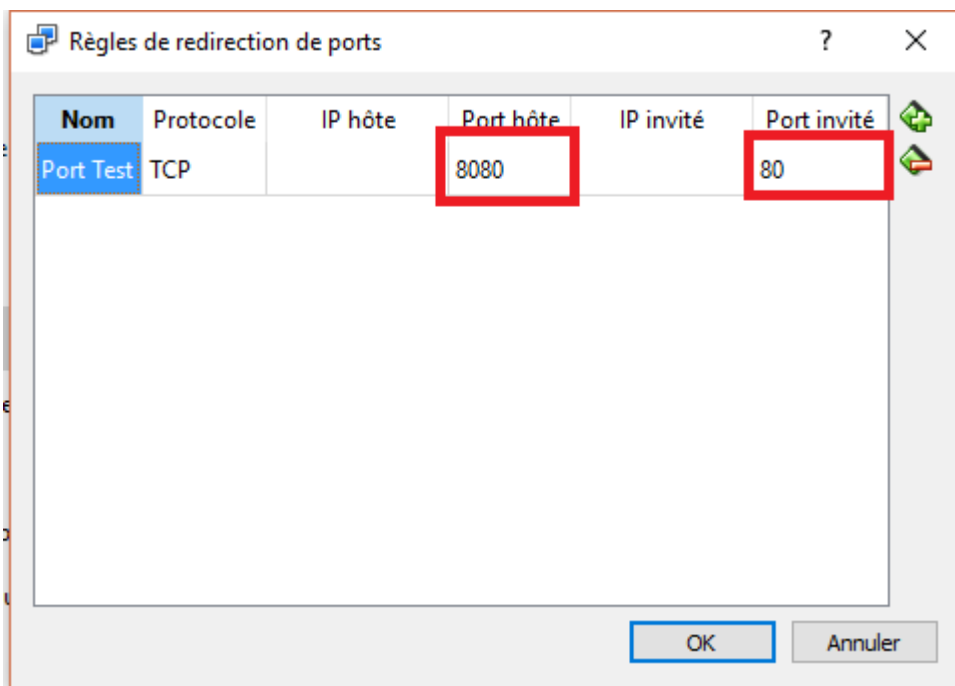 Règles de redirection de ports ?
Nom Protocole IP hôte Port hôte IP invité Port invité
Port Test TCP 8080 80
OK Annuler